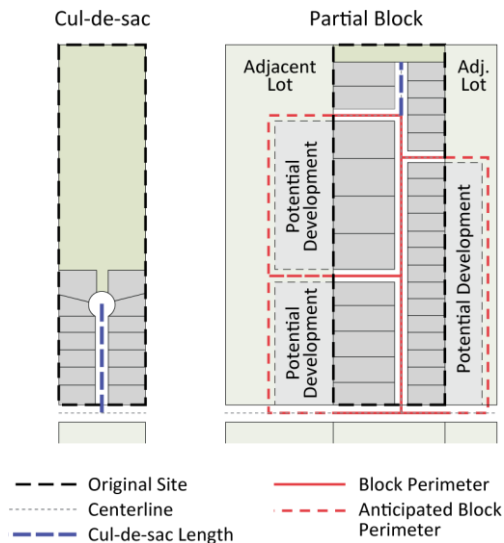 Cul-de-sac
Partial Block
Adjacent
Lot
Adj.
Lot
Potential
Development
Potential
Development
Potential Development
Original Site
Centerline
Cul-de-sac Length
Block Perimeter
Anticipated Block
Perimeter